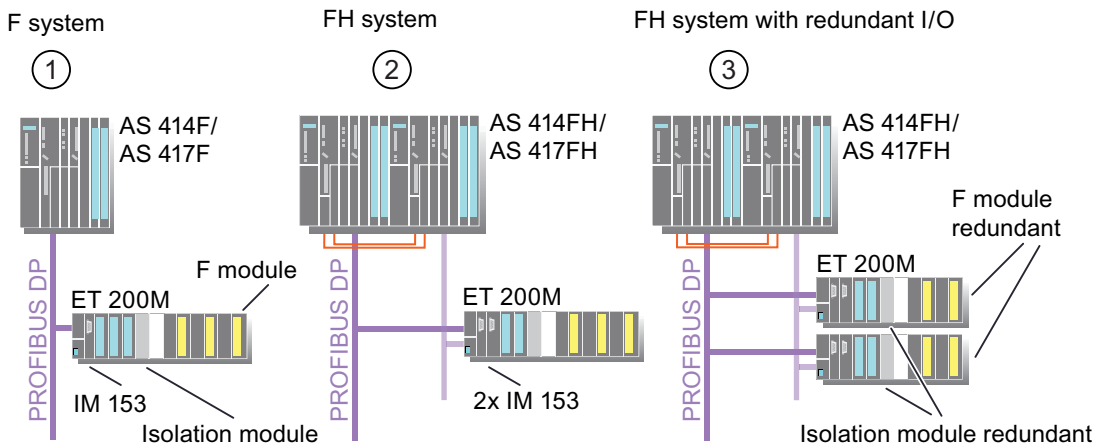 F system
FH system
FH system with redundant I/O
1
2
3
AS 414F/
AS 417F
AS 414FH/
AS 417FH
AS 414FH/
AS 417FH
PROFIBUS DP
ET 200M
F module
IM 153
Isolation module
PROFIBUS DP
ET 200M
2x IM 153
PROFIBUS DP
ET 200M
F module
redundant
Isolation module redundant